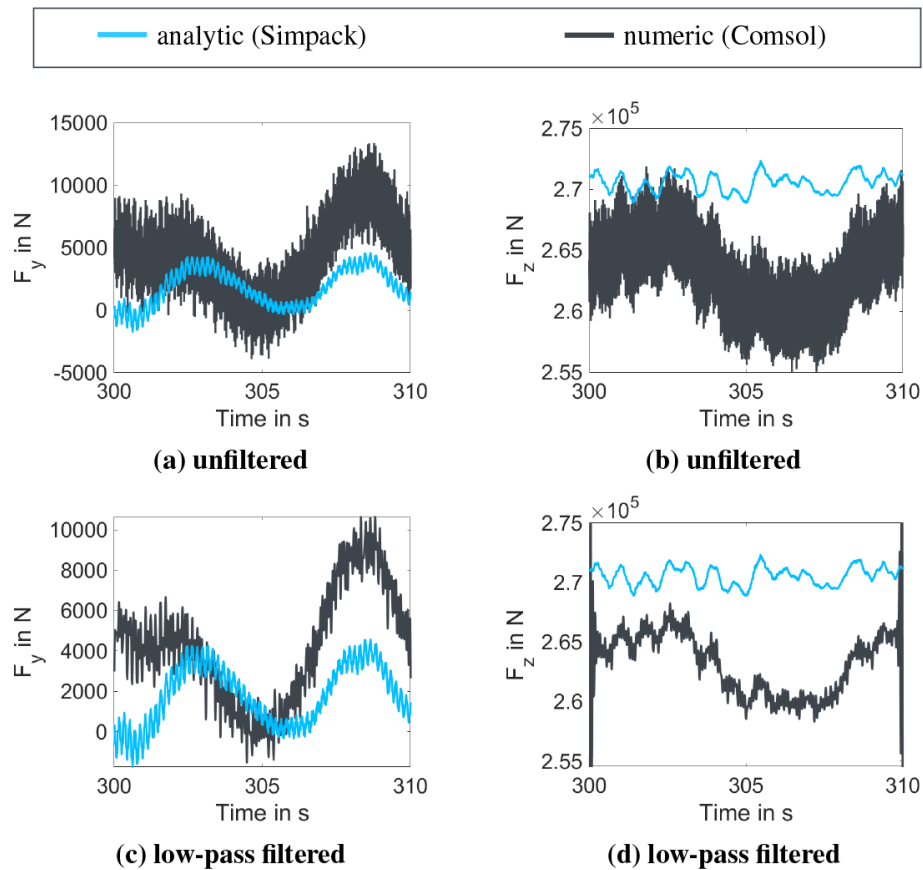 analytic (Simpack)
numeric (Comsol)
15000
10000
5000
0
-5000
F_y in N
300
305
310
Time in s
(a) unfiltered
×10^5
2.75
2.7
2.65
2.6
2.55
F_z in N
300
305
310
Time in s
(b) unfiltered
10000
8000
6000
4000
2000
0
F_y in N
300
305
310
Time in s
(c) low-pass filtered
×10^5
2.75
2.7
2.65
2.6
2.55
F_z in N
300
305
310
Time in s
(d) low-pass filtered